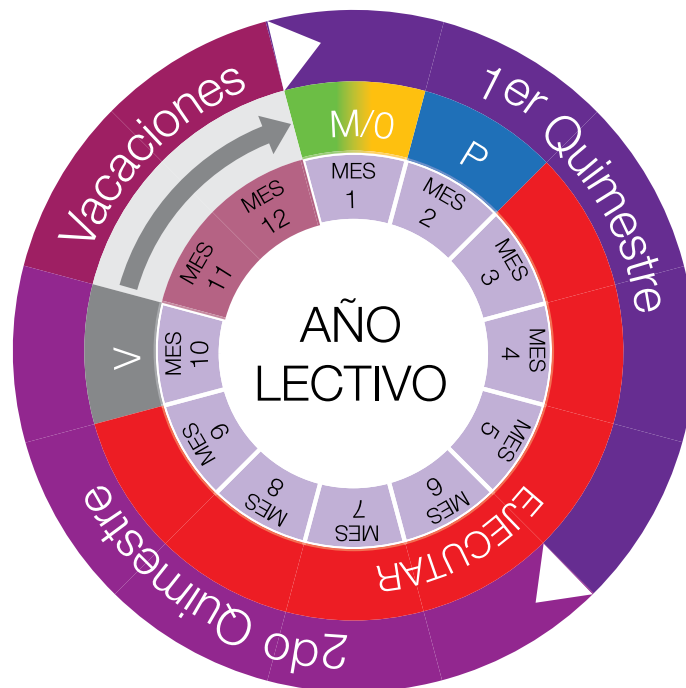 Vacaciones
1er Quimestre
2do Quimestre
M/0
P
EJECUTAR
V
MES
1
MES
2
MES
3
MES
4
MES
5
MES
6
MES
7
MES
8
MES
9
MES
10
MES
11
MES
12
AÑO
LECTIVO